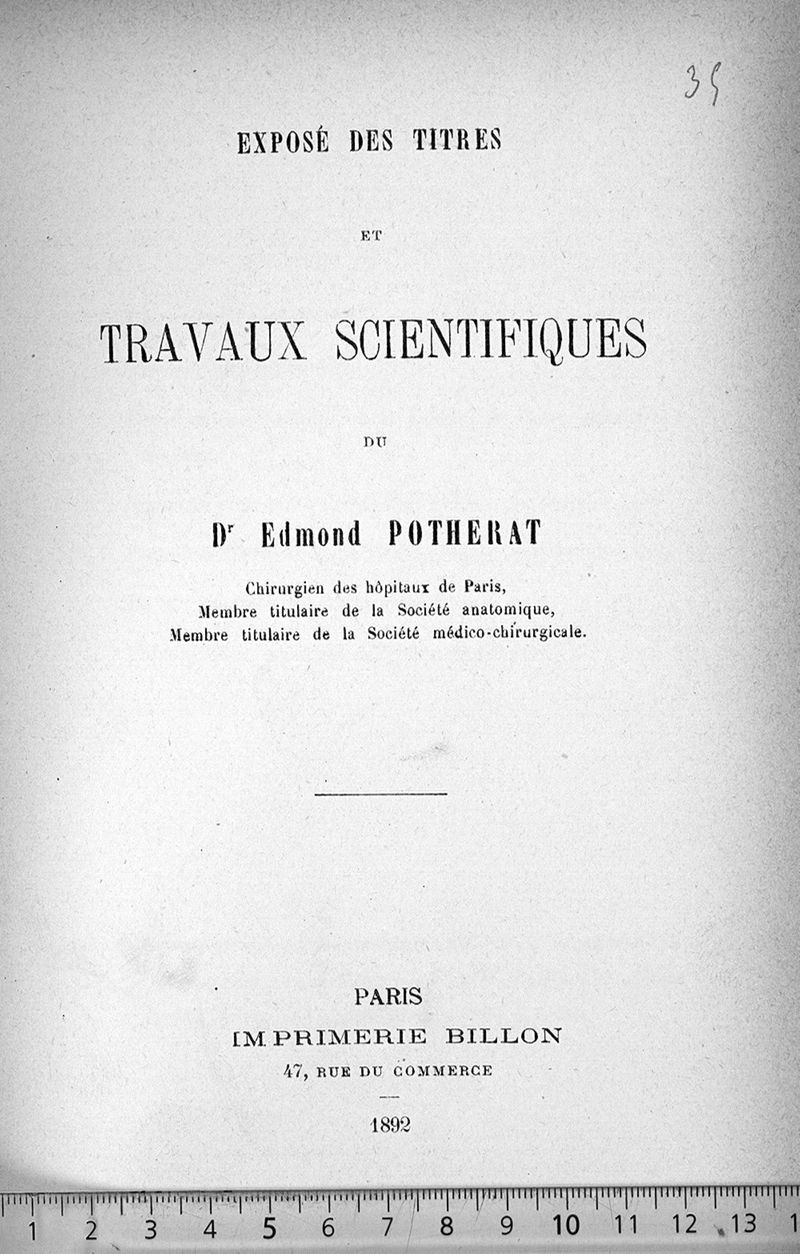 35
EXPOSÉ DES TITRES
ET
TRAVAUX SCIENTIFIQUES
DU
Dr Edmond POTHERAT
Chirurgien des hôpitaux de Paris,
Membre titulaire de la Société anatomique,
Membre titulaire de la Société médico-chirurgicale.
PARIS
IMPRIMERIE BILLON
47, RUE DU COMMERCE
1892
1 2 3 4 5 6 7 8 9 10 11 12 13 1